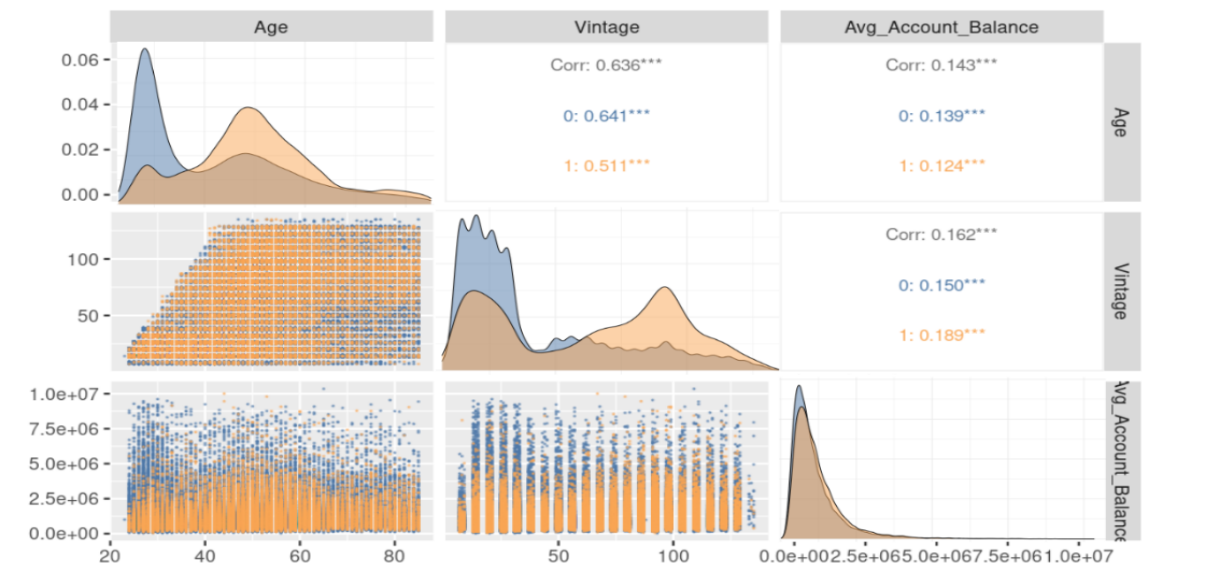 Age Vintage Avg_Account_Balance
0.06
0.04
0.02
0.00
Corr: 0.636***
0: 0.641***
1: 0.511***
Corr: 0.143***
0: 0.139***
1: 0.124***
Age
100
50
Corr: 0.162***
0: 0.150***
1: 0.189***
Vintage
1.0e+07
7.5e+06
5.0e+06
2.5e+06
0.0e+00
Avg_Account_Balance
20 40 60 80
50 100
0.0e+002.5e+065.0e+067.5e+061.0e+07